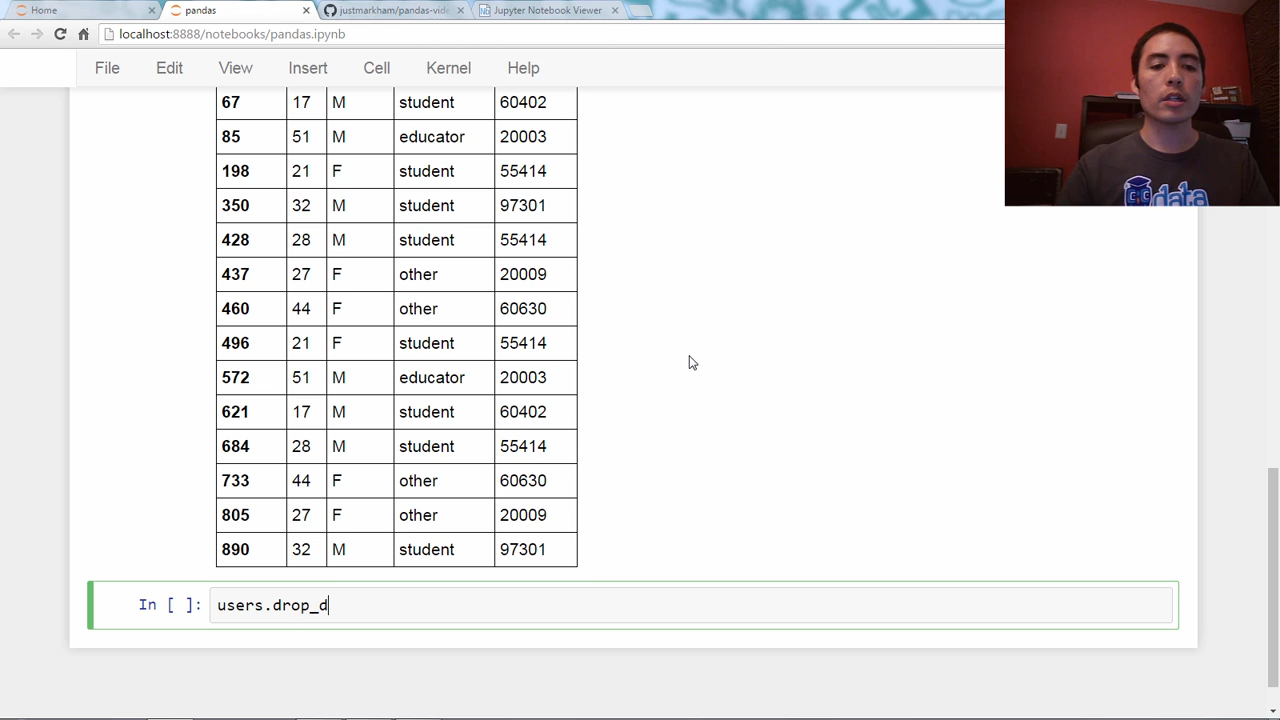 Home
pandas
justmarkham/pandas-vide
Jupyter Notebook Viewer
localhost:8888/notebooks/pandas.ipynb
File Edit View Insert Cell Kernel Help
67 17 M student 60402
85 51 M educator 20003
198 21 F student 55414
350 32 M student 97301
428 28 M student 55414
437 27 F other 20009
460 44 F other 60630
496 21 F student 55414
572 51 M educator 20003
621 17 M student 60402
684 28 M student 55414
733 44 F other 60630
805 27 F other 20009
890 32 M student 97301
In [ ]: users.drop_d
data